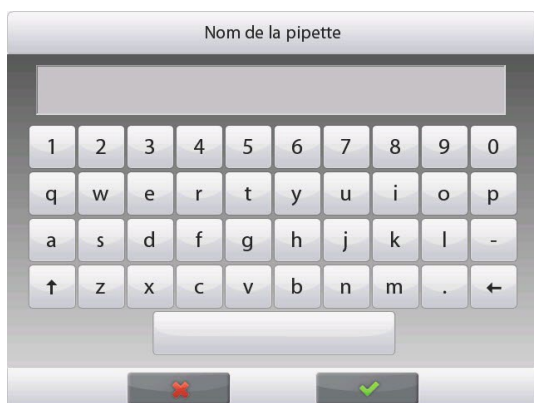 Nom de la pipette
1 2 3 4 5 6 7 8 9 0
q w e r t y u i o p
a s d f g h j k l -
↑ z x c v b n m . ←